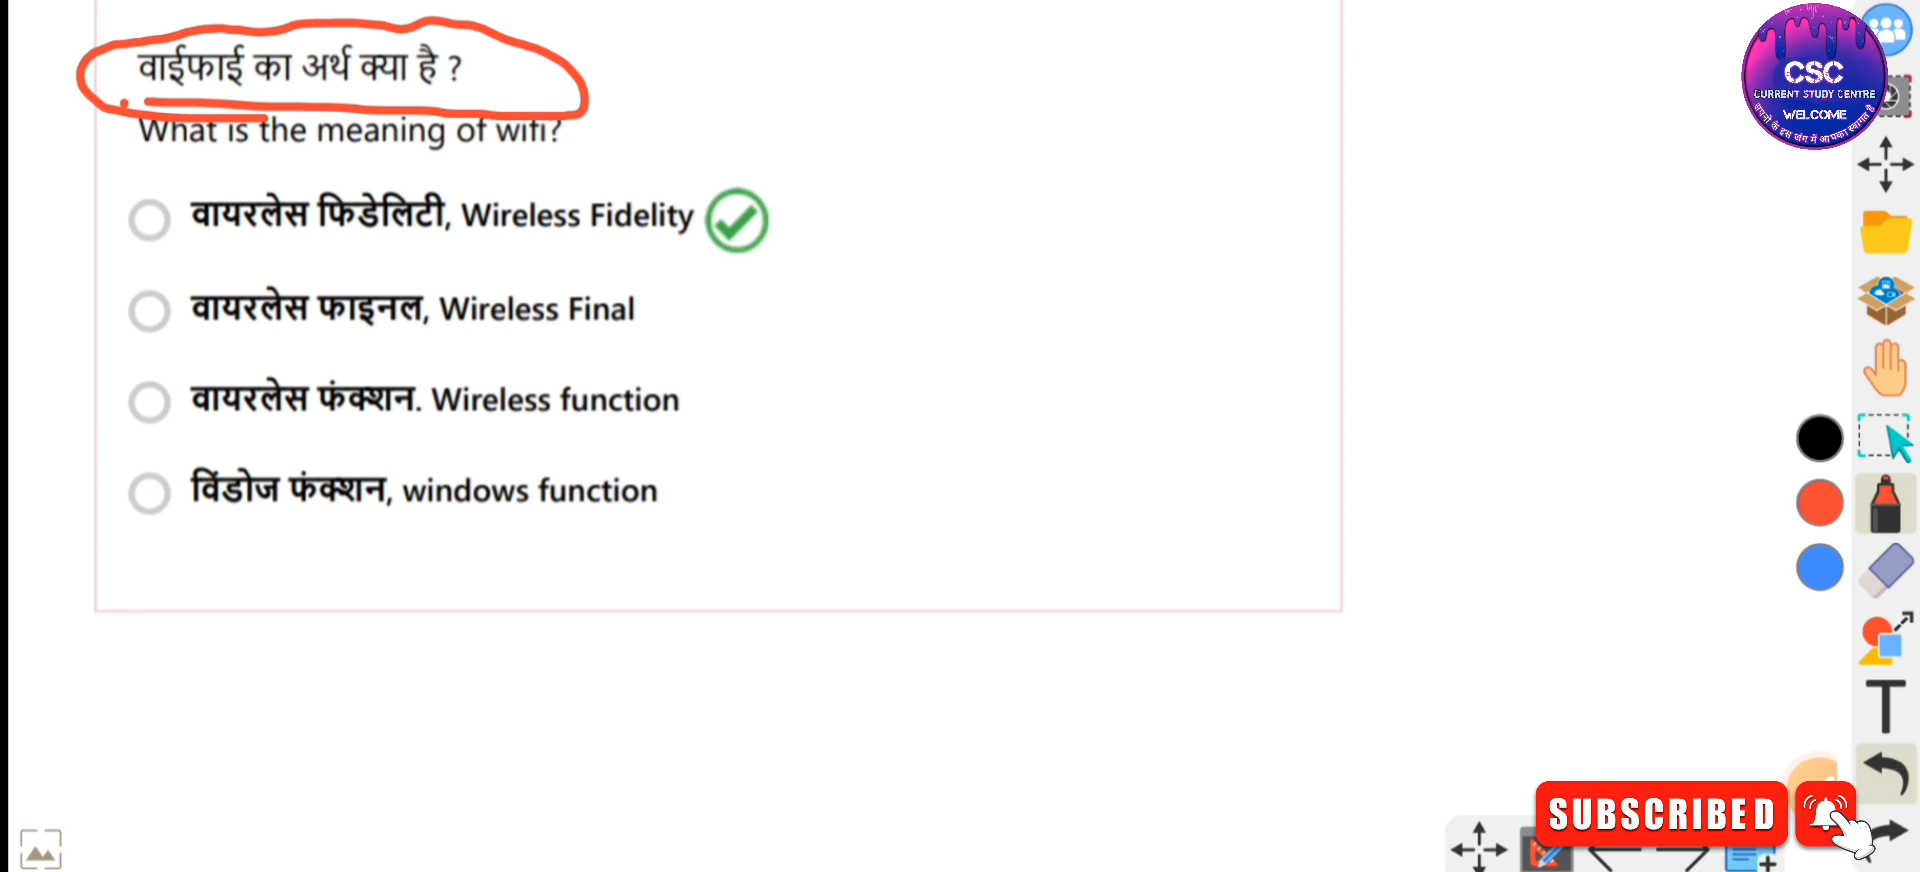 वाईफाई का अर्थ क्या है ?
What is the meaning of wifi?
वायरलेस फिडेलिटी, Wireless Fidelity
वायरलेस फाइनल, Wireless Final
वायरलेस फंक्शन. Wireless function
विंडोज फंक्शन, windows function
CSC
CURRENT STUDY CENTRE
WELCOME
T
SUBSCRIBED